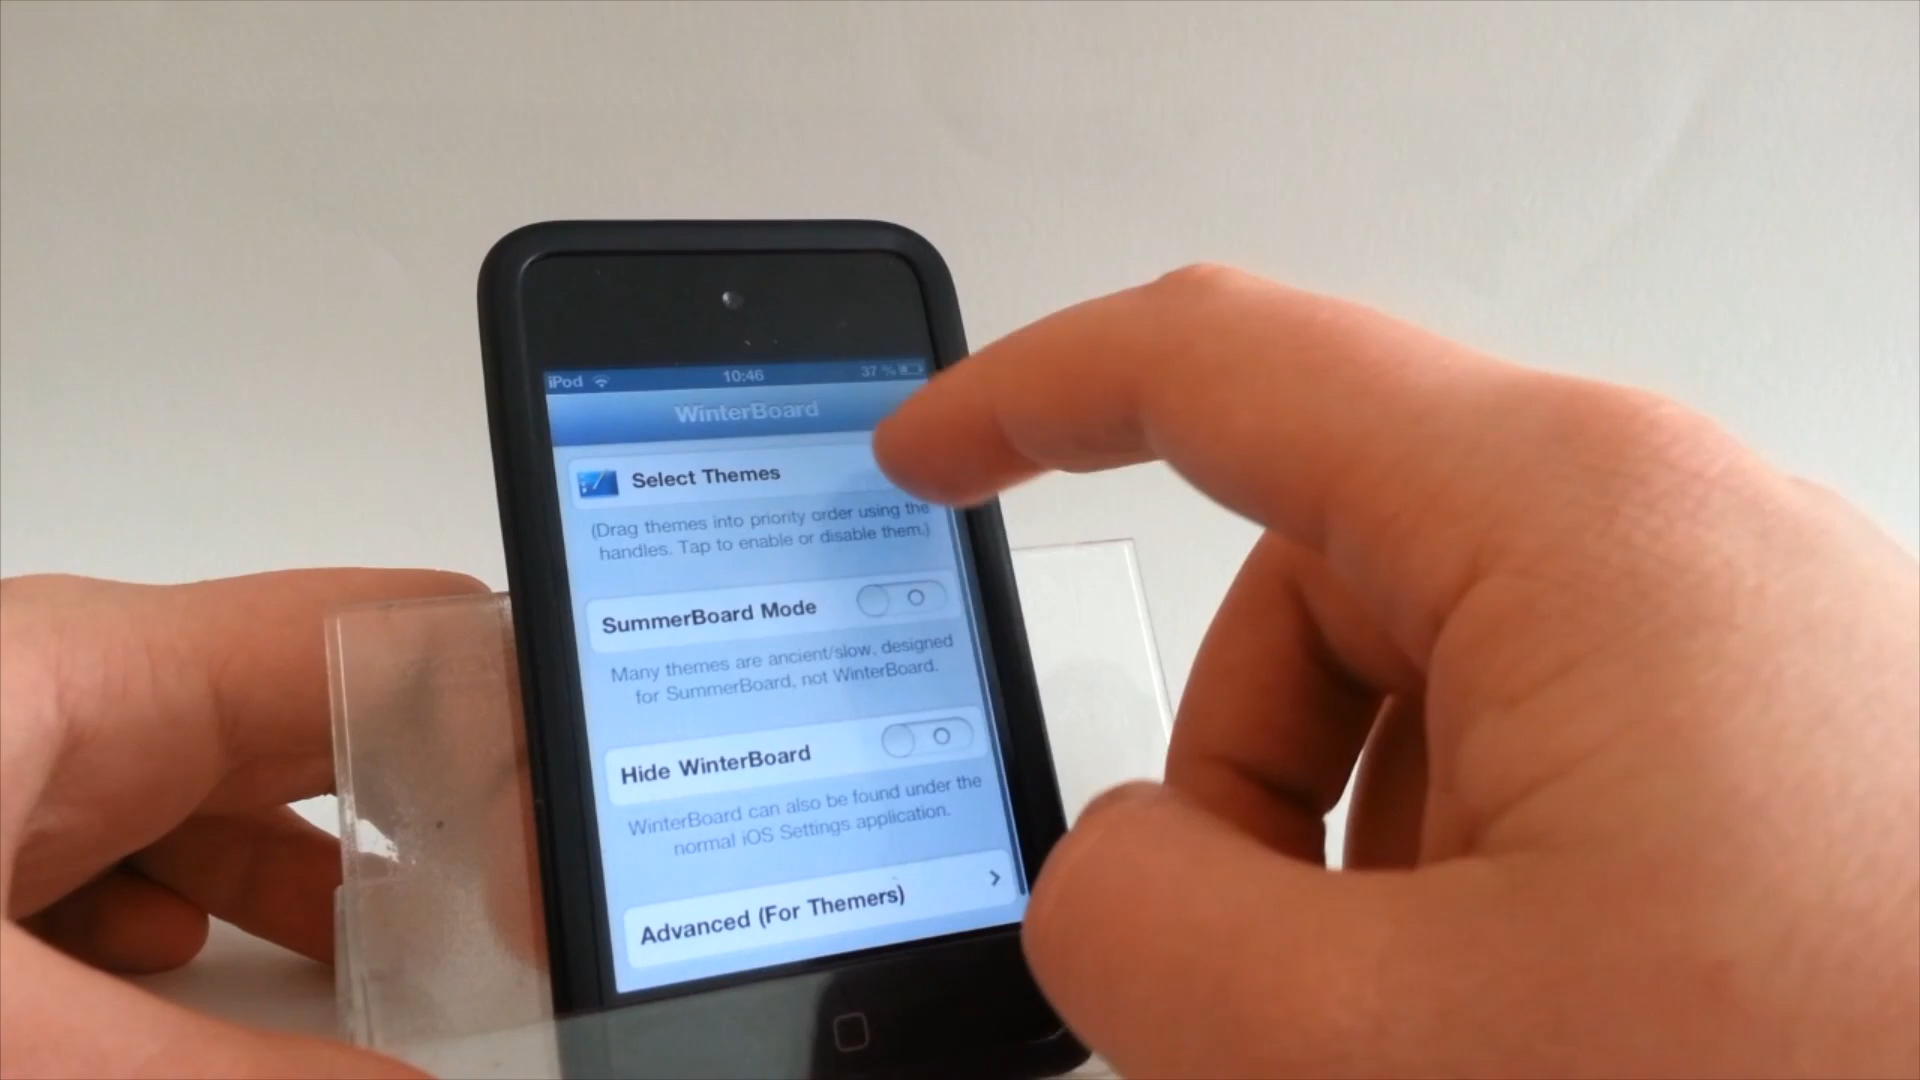 iPod 10:46 37 %
WinterBoard
Select Themes
(Drag themes into priority order using the
handles. Tap to enable or disable them.)
SummerBoard Mode
Many themes are ancient/slow, designed
for SummerBoard, not WinterBoard.
Hide WinterBoard
WinterBoard can also be found under the
normal iOS Settings application.
Advanced (For Themers)